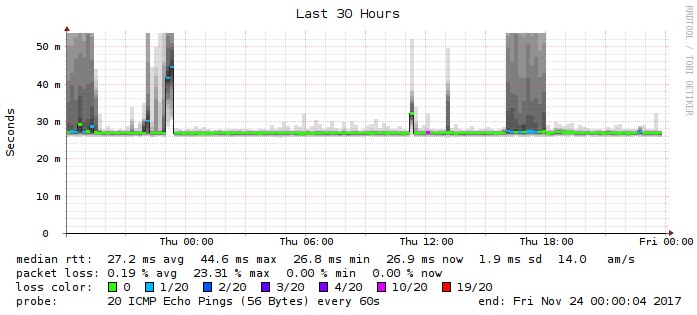 Last 30 Hours
RRDTOOL / TOBI OETIKER
Seconds
50 m
40 m
30 m
20 m
10 m
0
Thu 00:00 Thu 06:00 Thu 12:00 Thu 18:00 Fri 00:00
median rtt: 27.2 ms avg 44.6 ms max 26.8 ms min 26.9 ms now 1.9 ms sd 14.0 am/s
packet loss: 0.19 % avg 23.31 % max 0.00 % min 0.00 % now
loss color: 0 1/20 2/20 3/20 4/20 10/20 19/20
probe: 20 ICMP Echo Pings (56 Bytes) every 60s end: Fri Nov 24 00:00:04 2017